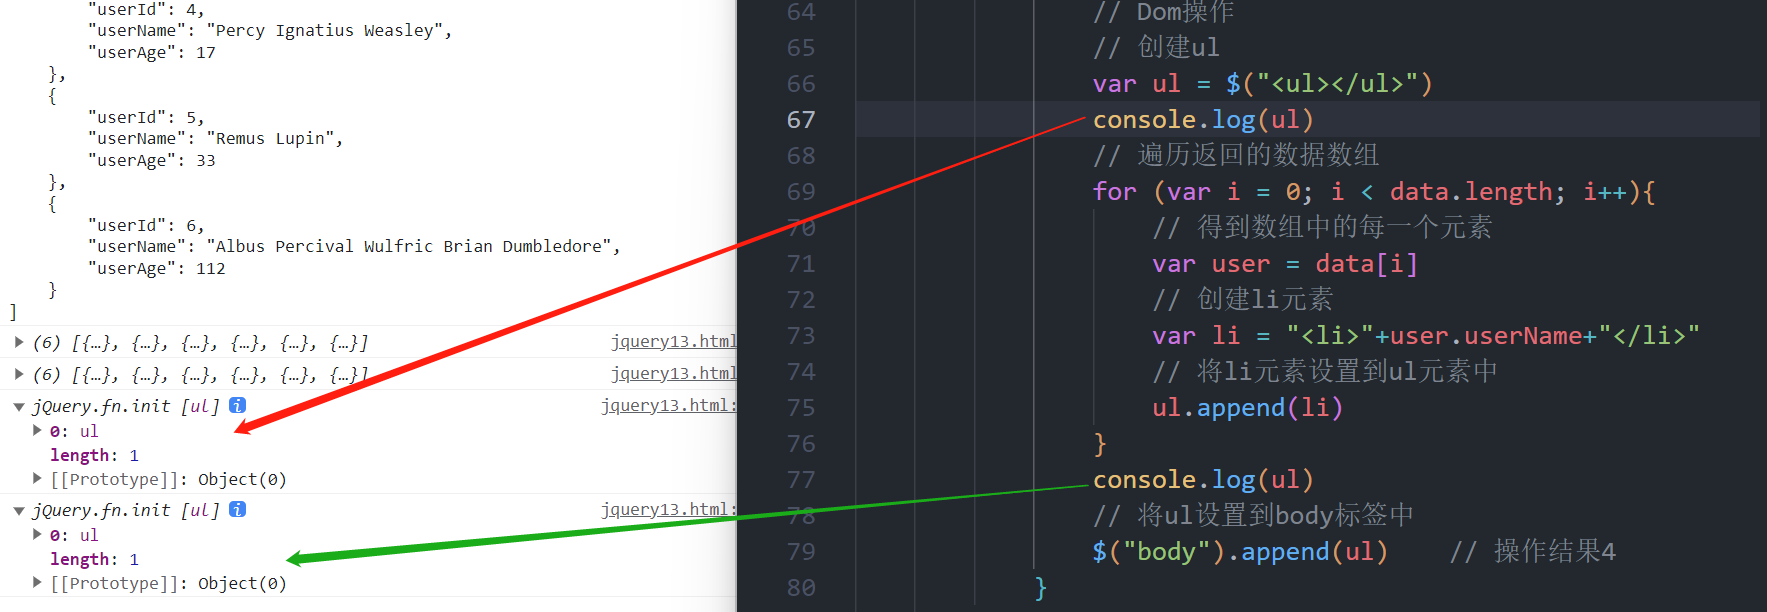 "userId": 4,
"userName": "Percy Ignatius Weasley",
"userAge": 17
},
{
"userId": 5,
"userName": "Remus Lupin",
"userAge": 33
},
{
"userId": 6,
"userName": "Albus Percival Wulfric Brian Dumbledore",
"userAge": 112
}
]
(6) [{…}, {…}, {…}, {…}, {…}, {…}] jquery13.html
(6) [{…}, {…}, {…}, {…}, {…}, {…}] jquery13.html
jQuery.fn.init [ul] i jquery13.html:
0: ul
length: 1
[[Prototype]]: Object(0)
jQuery.fn.init [ul] i jquery13.html:
0: ul
length: 1
[[Prototype]]: Object(0)
64 // Dom操作
65 // 创建ul
66 var ul = $("<ul></ul>")
67 console.log(ul)
68 // 遍历返回的数据数组
69 for (var i = 0; i < data.length; i++){
70 // 得到数组中的每一个元素
71 var user = data[i]
72 // 创建li元素
73 var li = "<li>"+user.userName+"</li>"
74 // 将li元素设置到ul元素中
75 ul.append(li)
76 }
77 console.log(ul)
78 // 将ul设置到body标签中
79 $("body").append(ul) // 操作结果4
80 }